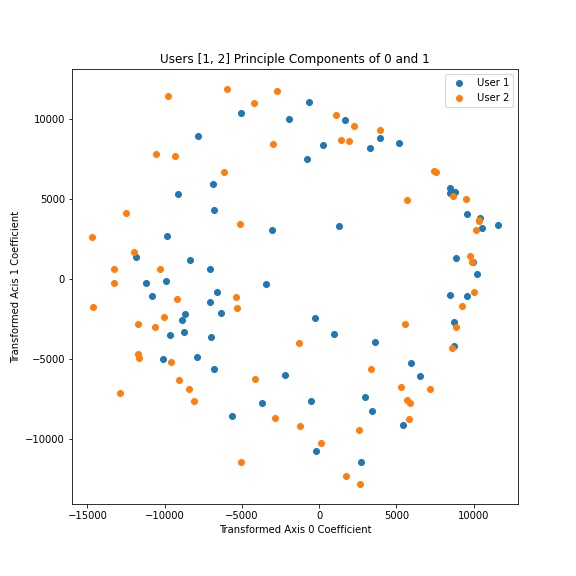 Users [1, 2] Principle Components of 0 and 1
User 1
User 2
Transformed Acis 1 Coefficient
10000
5000
0
−5000
−10000
−15000
−10000
−5000
0
5000
10000
Transformed Axis 0 Coefficient